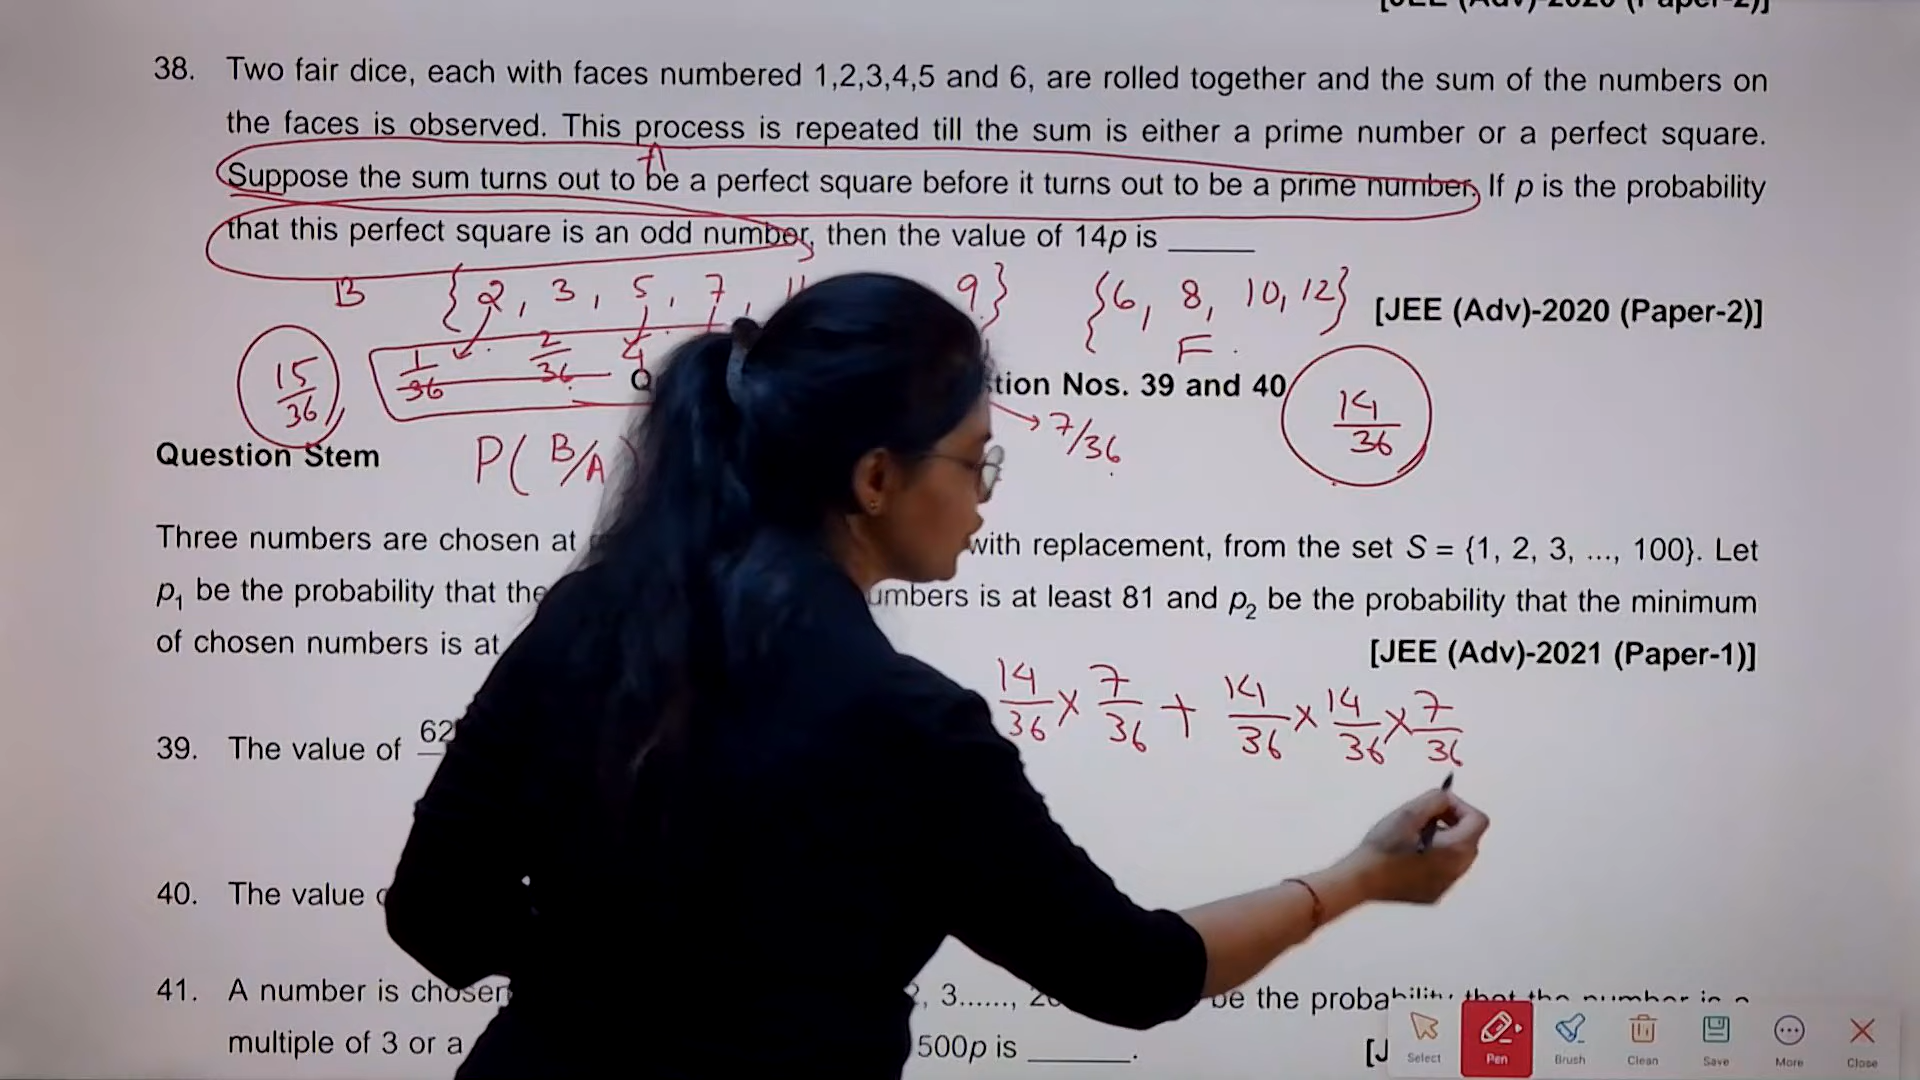 38. Two fair dice, each with faces numbered 1,2,3,4,5 and 6, are rolled together and the sum of the numbers on
the faces is observed. This process is repeated till the sum is either a prime number or a perfect square.
A
Suppose the sum turns out to be a perfect square before it turns out to be a prime number. If p is the probability
that this perfect square is an odd number, then the value of 14p is ______
B {2, 3, 5, 7, 9} {6, 8, 10, 12} [JEE (Adv)-2020 (Paper-2)]
F
15/36 1/36 2/36 4 tion Nos. 39 and 40 14/36
7/36
Question Stem P(B/A)
Three numbers are chosen at with replacement, from the set S = {1, 2, 3, ..., 100}. Let
p₁ be the probability that the umbers is at least 81 and p₂ be the probability that the minimum
of chosen numbers is at [JEE (Adv)-2021 (Paper-1)]
14/36 × 7/36 + 14/36 × 14/36 × 7/36
39. The value of 62
40. The value
41. A number is chosen , 3......, be the probability that the number is a
multiple of 3 or a 500p is ______. [J
Select Pen Brush Clean Save More Close